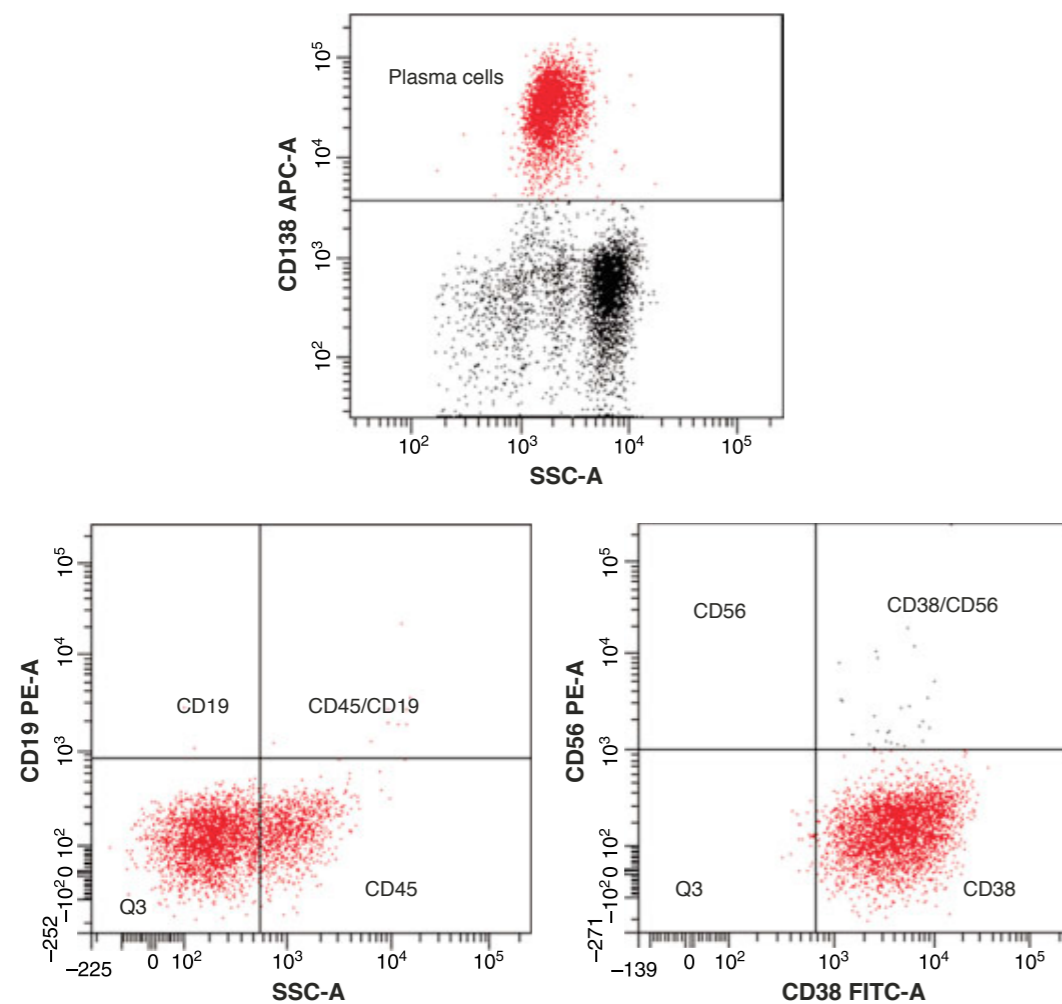 Plasma cells
CD138 APC-A
10^5
10^4
10^3
10^2
10^2 10^3 10^4 10^5
SSC-A
CD19 PE-A
10^5
10^4
10^3
10^2
0
–10^2
–252
CD19
CD45/CD19
Q3
CD45
–225 0 10^2 10^3 10^4 10^5
SSC-A
CD56 PE-A
10^5
10^4
10^3
10^2
0
–10^2
–271
CD56
CD38/CD56
Q3
CD38
–139 0 10^2 10^3 10^4 10^5
CD38 FITC-A